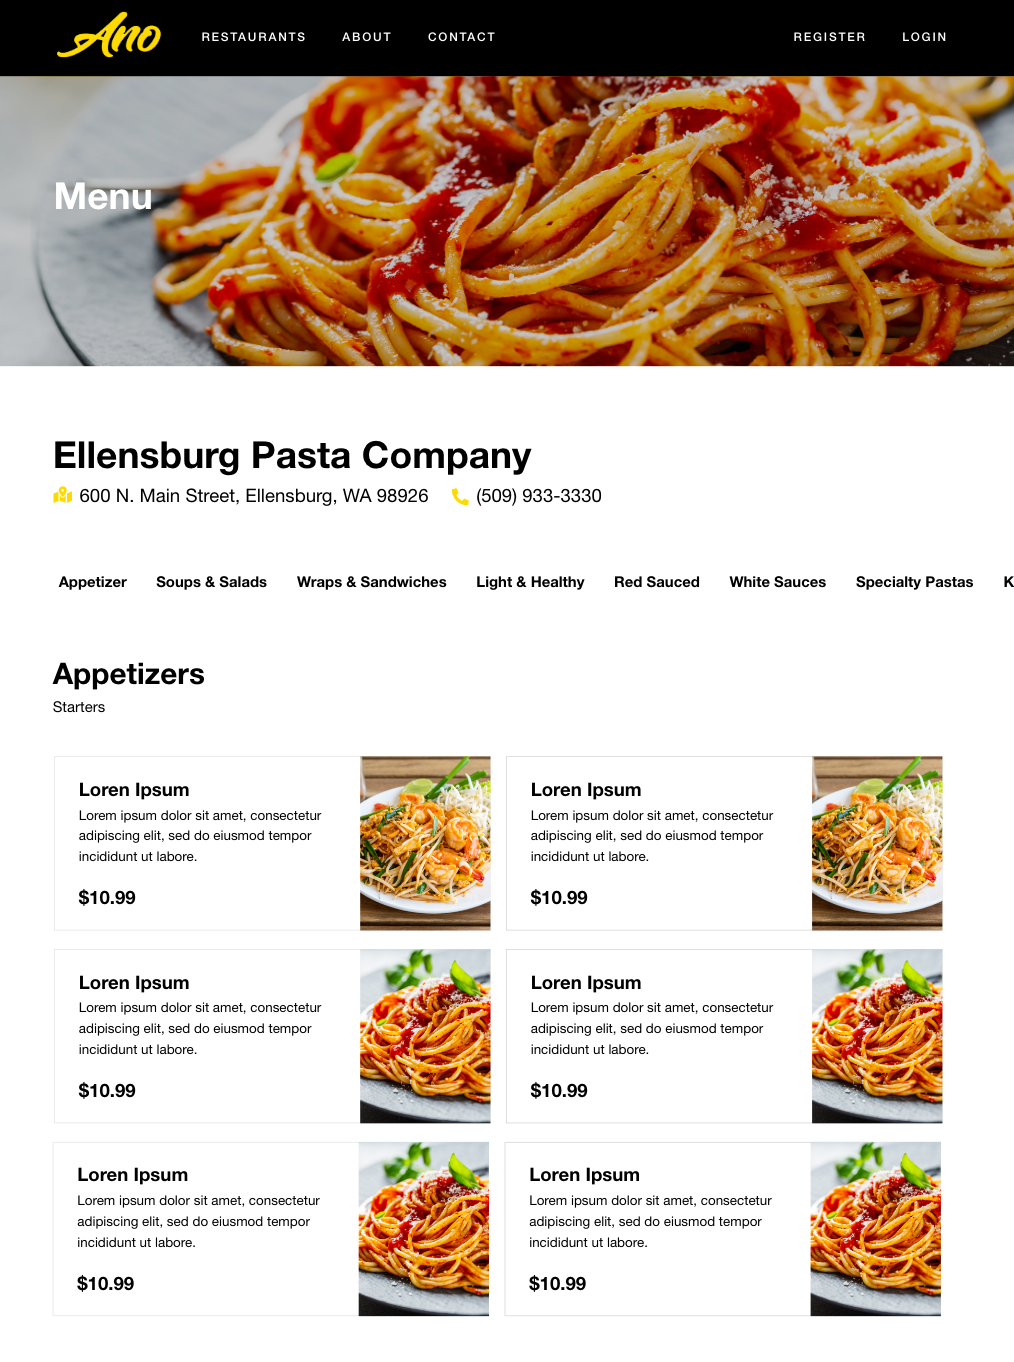 Ano
RESTAURANTS ABOUT CONTACT REGISTER LOGIN
Menu
Ellensburg Pasta Company
600 N. Main Street, Ellensburg, WA 98926 (509) 933-3330
Appetizer Soups & Salads Wraps & Sandwiches Light & Healthy Red Sauced White Sauces Specialty Pastas K
Appetizers
Starters
Loren Ipsum
Lorem ipsum dolor sit amet, consectetur
adipiscing elit, sed do eiusmod tempor
incididunt ut labore.
$10.99
Loren Ipsum
Lorem ipsum dolor sit amet, consectetur
adipiscing elit, sed do eiusmod tempor
incididunt ut labore.
$10.99
Loren Ipsum
Lorem ipsum dolor sit amet, consectetur
adipiscing elit, sed do eiusmod tempor
incididunt ut labore.
$10.99
Loren Ipsum
Lorem ipsum dolor sit amet, consectetur
adipiscing elit, sed do eiusmod tempor
incididunt ut labore.
$10.99
Loren Ipsum
Lorem ipsum dolor sit amet, consectetur
adipiscing elit, sed do eiusmod tempor
incididunt ut labore.
$10.99
Loren Ipsum
Lorem ipsum dolor sit amet, consectetur
adipiscing elit, sed do eiusmod tempor
incididunt ut labore.
$10.99